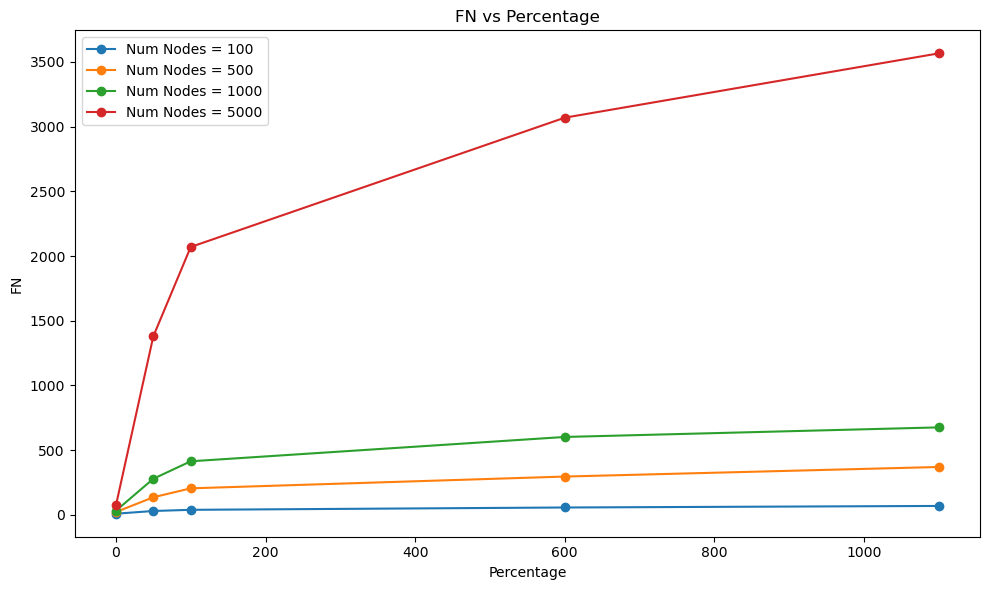 FN vs Percentage
Num Nodes = 100
Num Nodes = 500
Num Nodes = 1000
Num Nodes = 5000
3500
3000
2500
2000
1500
1000
500
0
FN
0 200 400 600 800 1000
Percentage